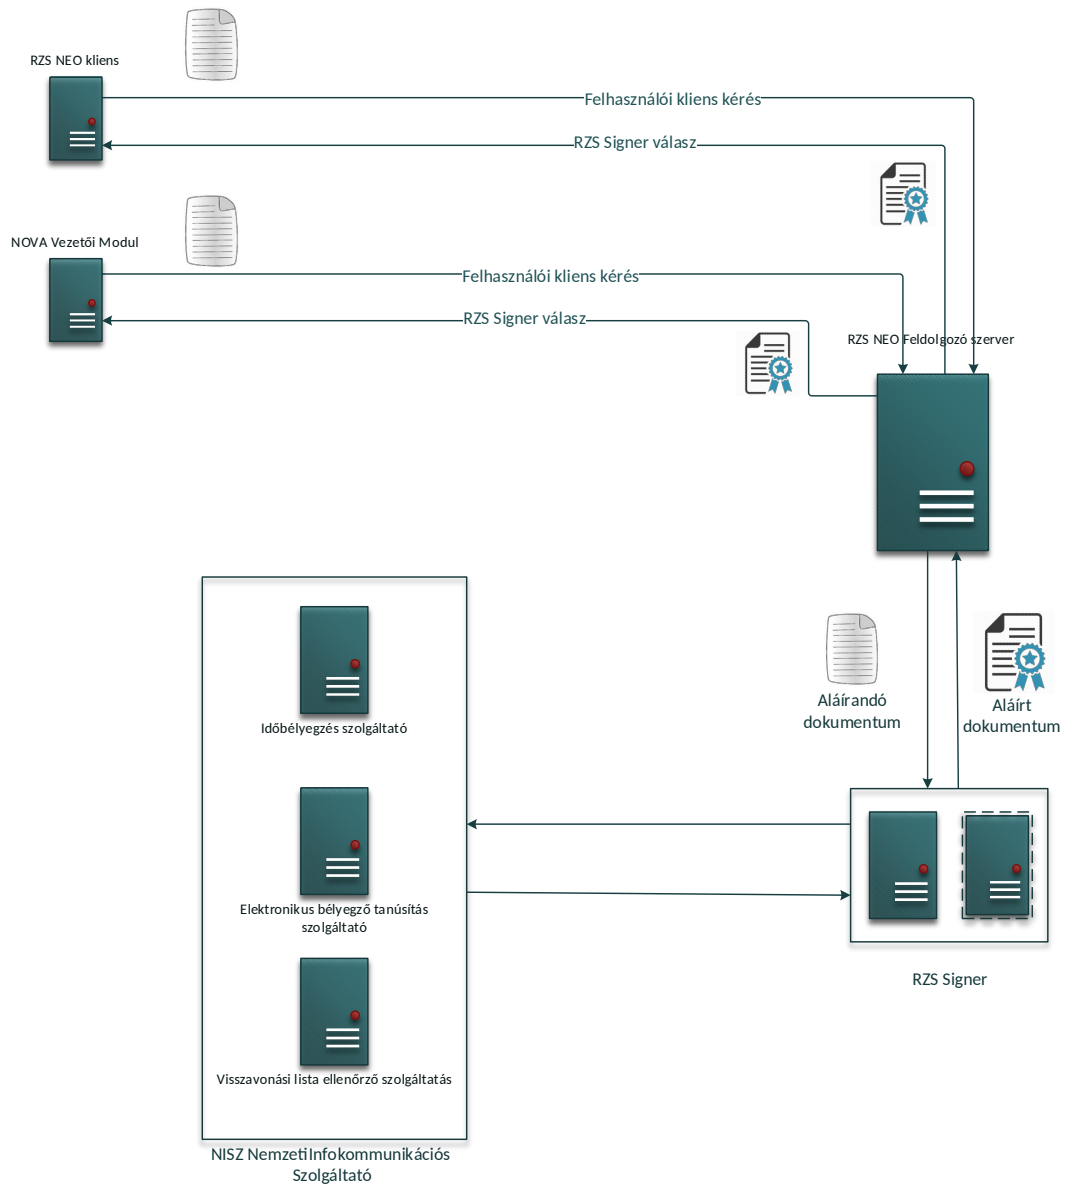 RZS NEO kliens
Felhasználói kliens kérés
RZS Signer válasz
NOVA Vezetői Modul
Felhasználói kliens kérés
RZS Signer válasz
RZS NEO Feldolgozó szerver
Időbélyegzés szolgáltató
Aláírandó
dokumentum
Aláírt
dokumentum
Elektronikus bélyegző tanúsítás
szolgáltató
RZS Signer
Visszavonási lista ellenőrző szolgáltatás
NISZ Nemzeti Infokommunikációs
Szolgáltató